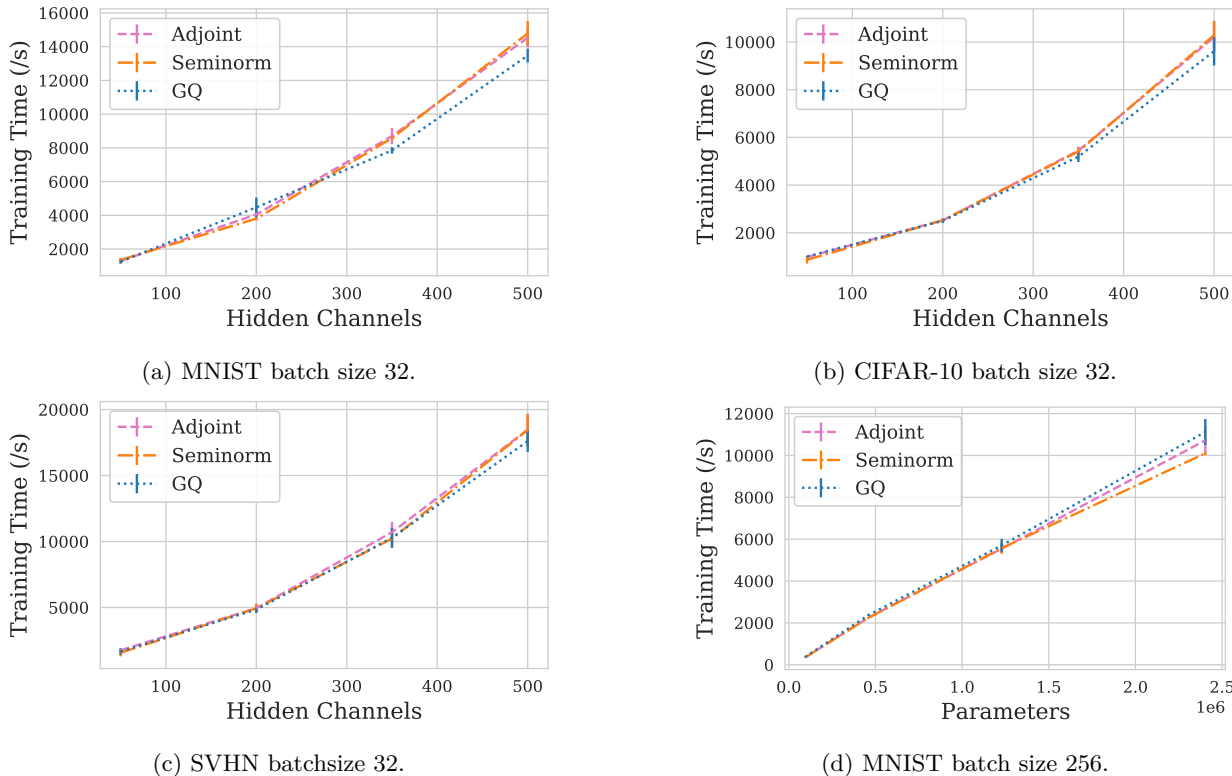 16000
14000
12000
10000
8000
6000
4000
2000
Training Time (/s)
Adjoint
Seminorm
GQ
100 200 300 400 500
Hidden Channels
(a) MNIST batch size 32.
10000
8000
6000
4000
2000
Training Time (/s)
Adjoint
Seminorm
GQ
100 200 300 400 500
Hidden Channels
(b) CIFAR-10 batch size 32.
20000
15000
10000
5000
Training Time (/s)
Adjoint
Seminorm
GQ
100 200 300 400 500
Hidden Channels
(c) SVHN batchsize 32.
12000
10000
8000
6000
4000
2000
0
Training Time (/s)
Adjoint
Seminorm
GQ
0.0 0.5 1.0 1.5 2.0 2.5
1e6
Parameters
(d) MNIST batch size 256.